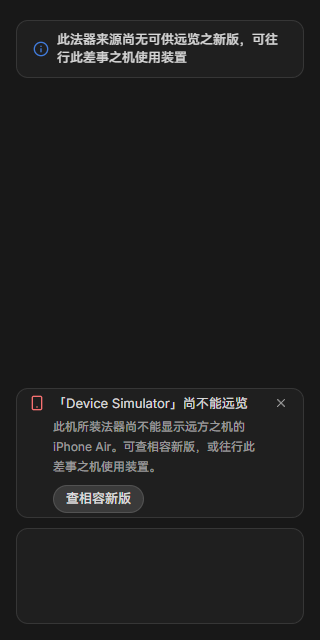 此法器来源尚无可供远览之新版，可往
行此差事之机使用装置
「Device Simulator」尚不能远览
此机所装法器尚不能显示远方之机的
iPhone Air。可查相容新版，或往行此
差事之机使用装置。
查相容新版